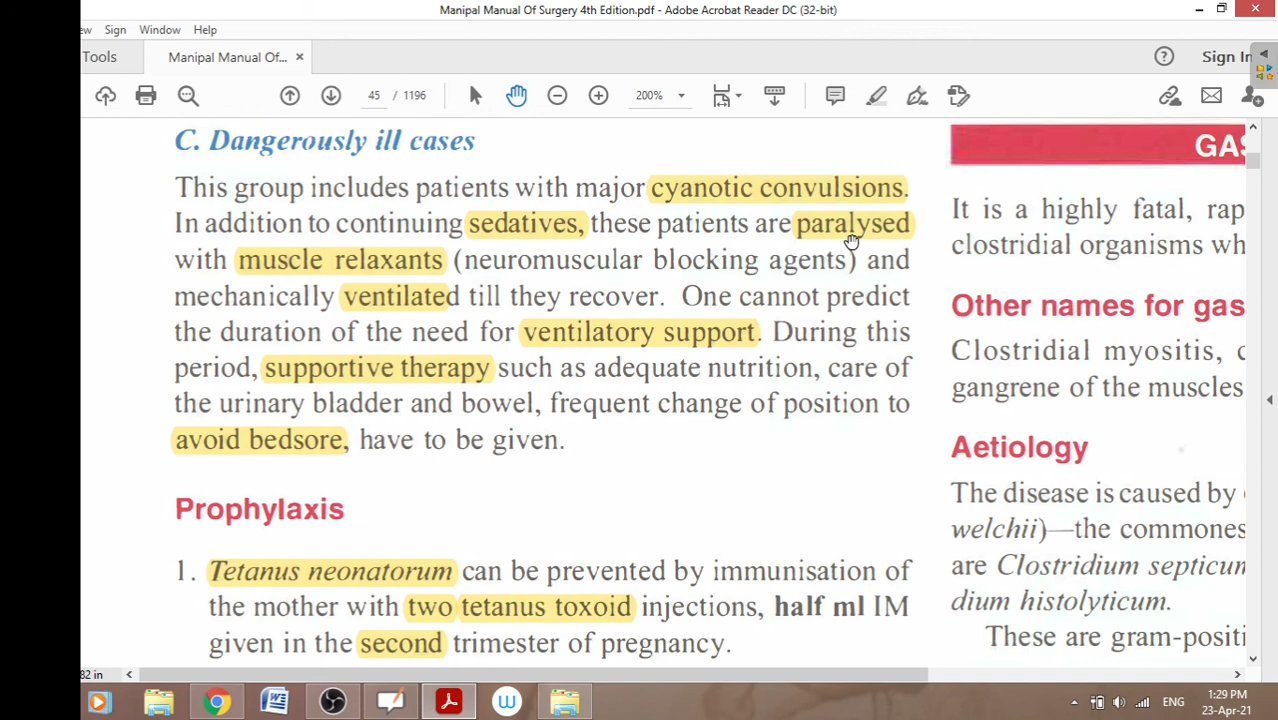 Manipal Manual Of Surgery 4th Edition.pdf - Adobe Acrobat Reader DC (32-bit)
Sign Window Help
Tools Manipal Manual Of... × Sign In
45 / 1196 200%
C. Dangerously ill cases
This group includes patients with major cyanotic convulsions.
In addition to continuing sedatives, these patients are paralysed
with muscle relaxants (neuromuscular blocking agents) and
mechanically ventilated till they recover. One cannot predict
the duration of the need for ventilatory support. During this
period, supportive therapy such as adequate nutrition, care of
the urinary bladder and bowel, frequent change of position to
avoid bedsore, have to be given.
Prophylaxis
1. Tetanus neonatorum can be prevented by immunisation of
the mother with two tetanus toxoid injections, half ml IM
given in the second trimester of pregnancy.
GAS
It is a highly fatal, rap
clostridial organisms wh
Other names for gas
Clostridial myositis, c
gangrene of the muscles
Aetiology
The disease is caused by
welchii)—the commones
are Clostridium septicum
dium histolyticum.
These are gram-positi
82 in
ENG
1:29 PM
23-Apr-21